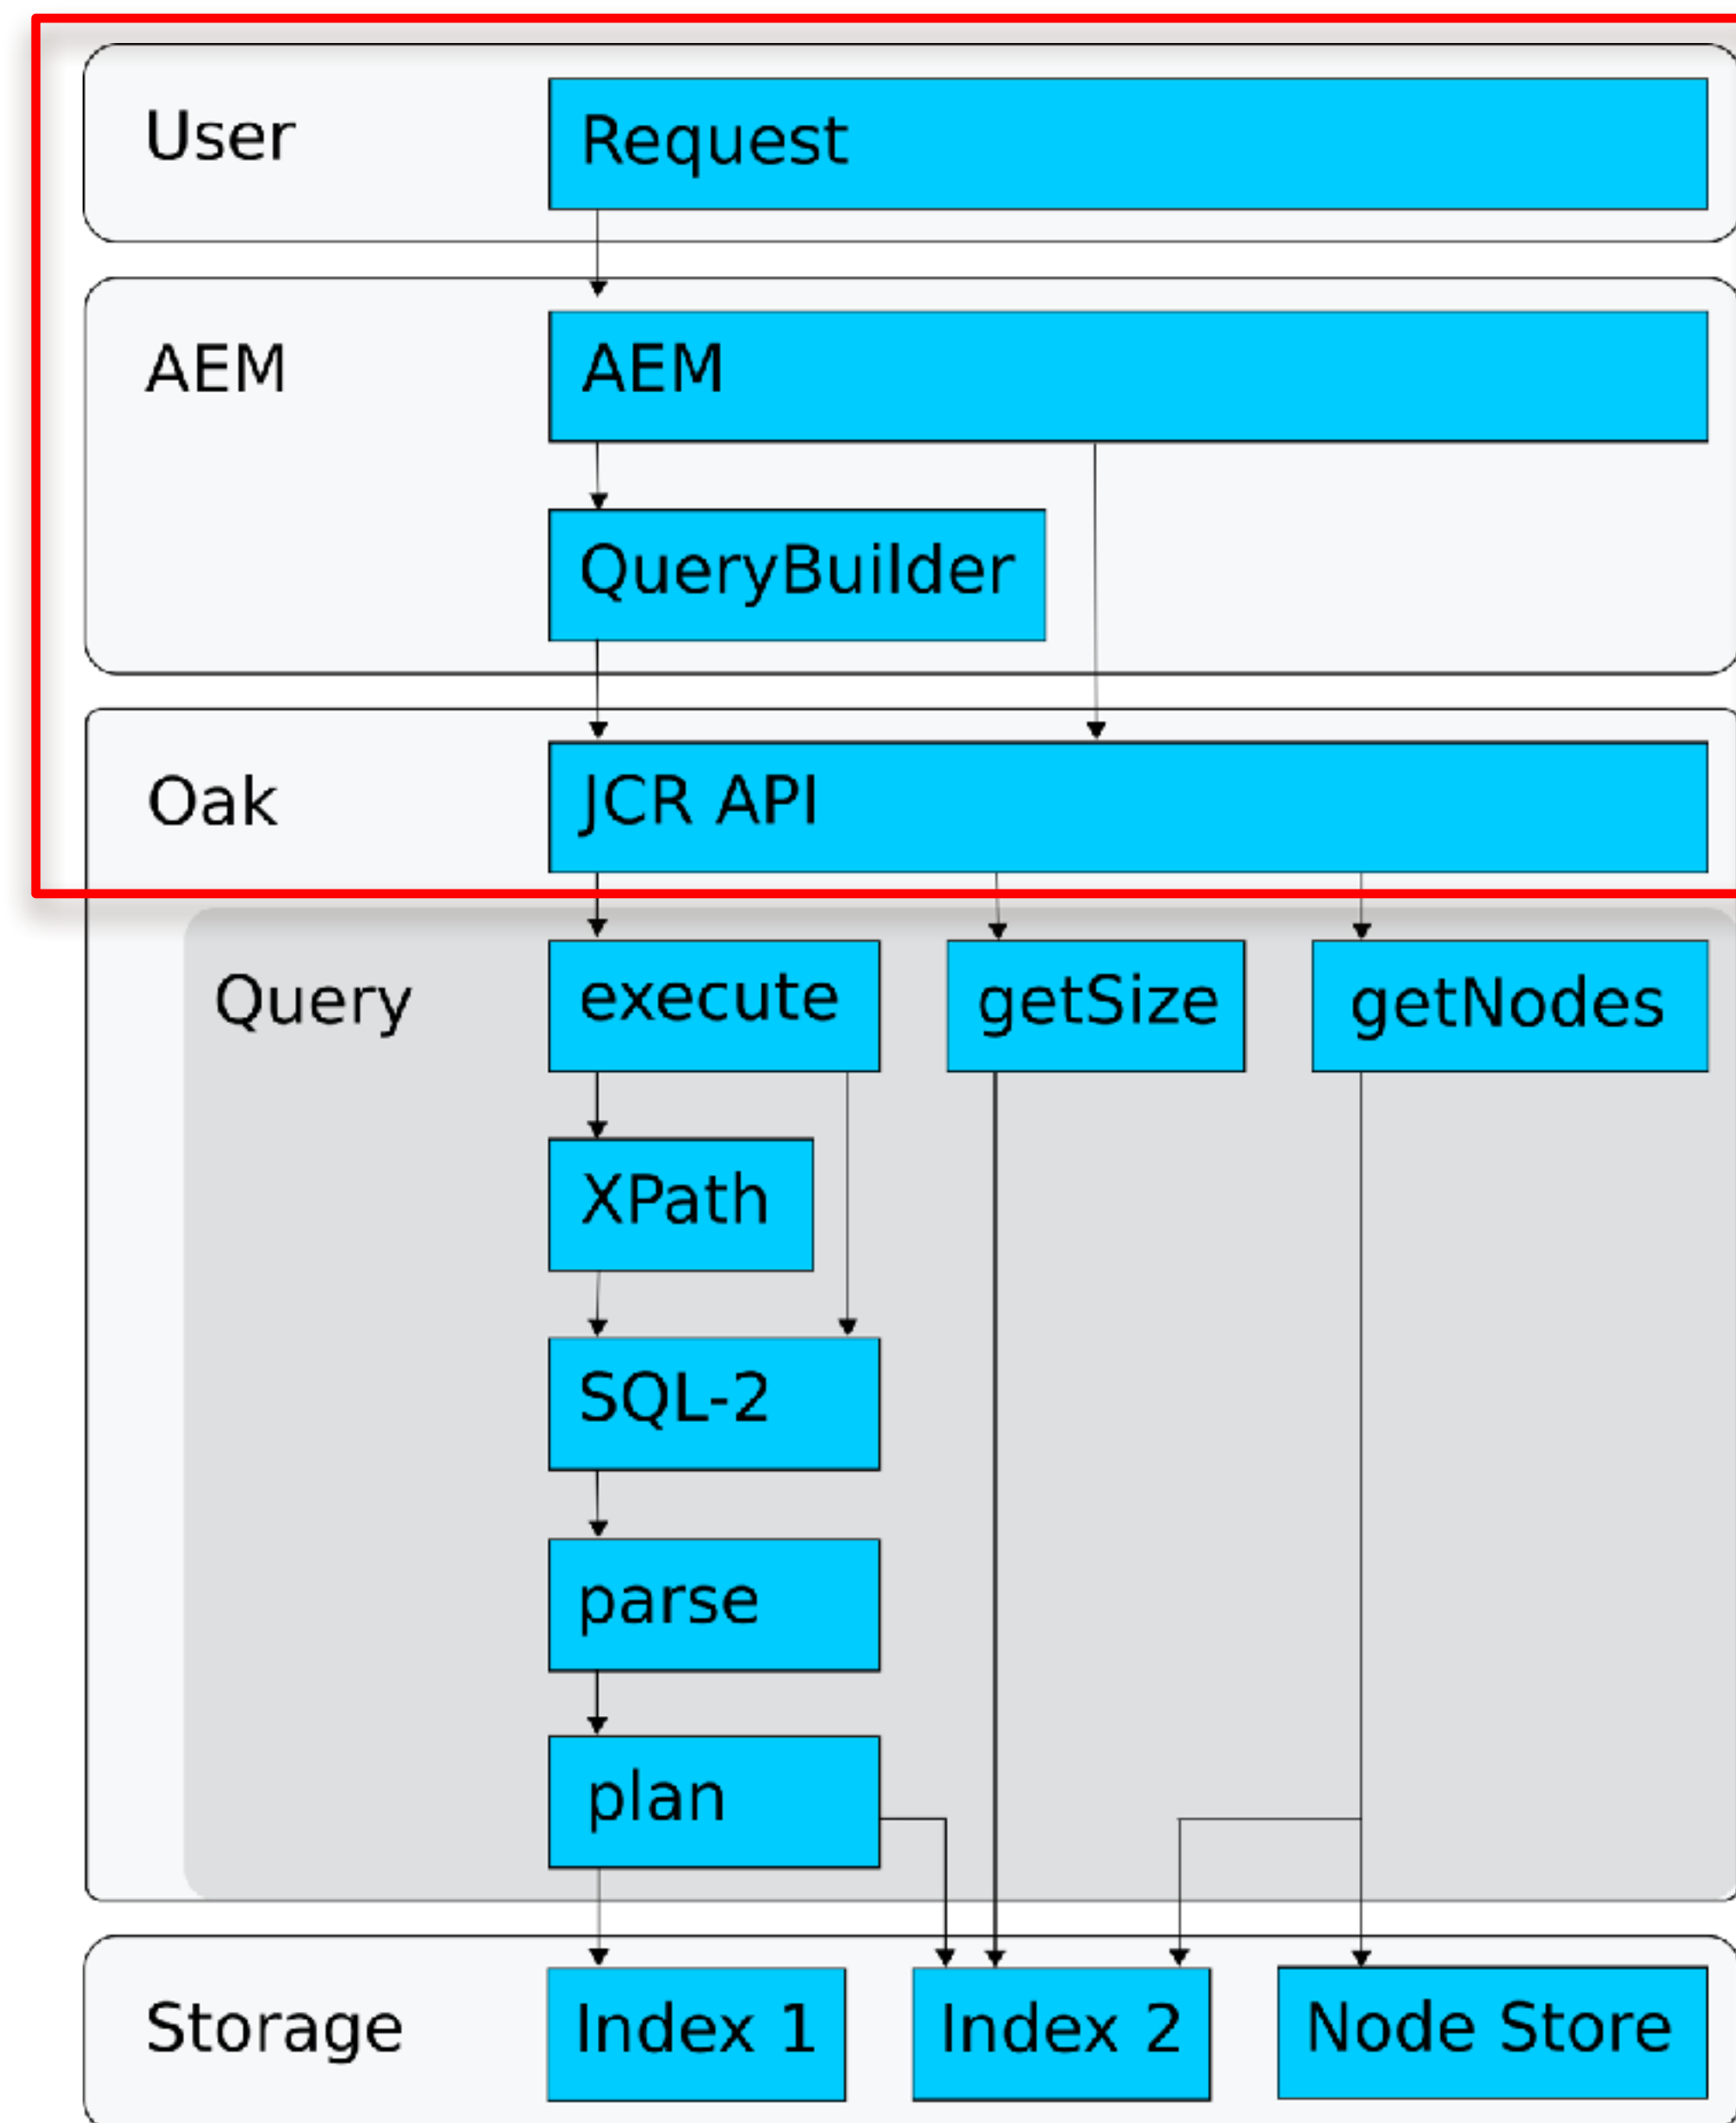 User
Request
AEM
AEM
QueryBuilder
Oak
JCR API
Query
execute
getSize
getNodes
XPath
SQL-2
parse
plan
Storage
Index 1
Index 2
Node Store